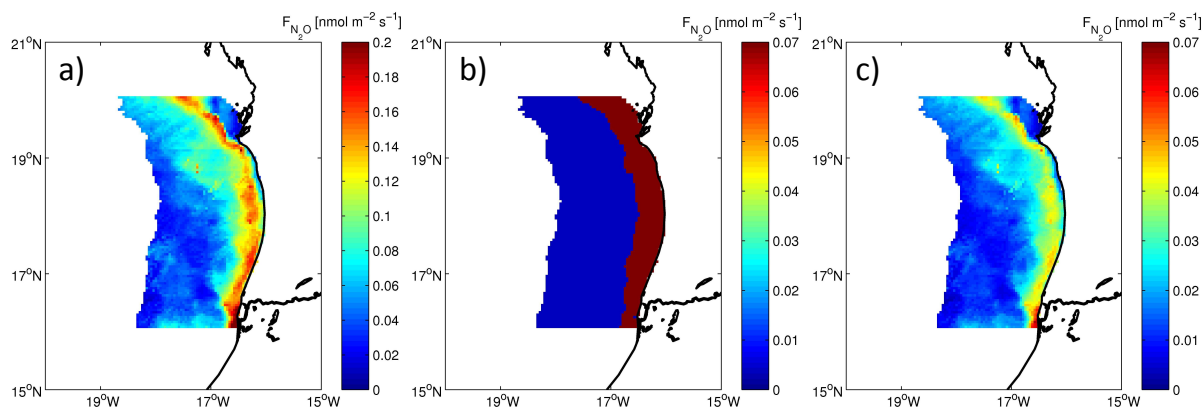 F_N₂O [nmol m⁻² s⁻¹]
21°N
19°N
17°N
15°N
19°W
17°W
15°W
a)
0.2
0.18
0.16
0.14
0.12
0.1
0.08
0.06
0.04
0.02
0
F_N₂O [nmol m⁻² s⁻¹]
21°N
19°N
17°N
15°N
19°W
17°W
15°W
b)
0.07
0.06
0.05
0.04
0.03
0.02
0.01
0
F_N₂O [nmol m⁻² s⁻¹]
21°N
19°N
17°N
15°N
19°W
17°W
15°W
c)
0.07
0.06
0.05
0.04
0.03
0.02
0.01
0